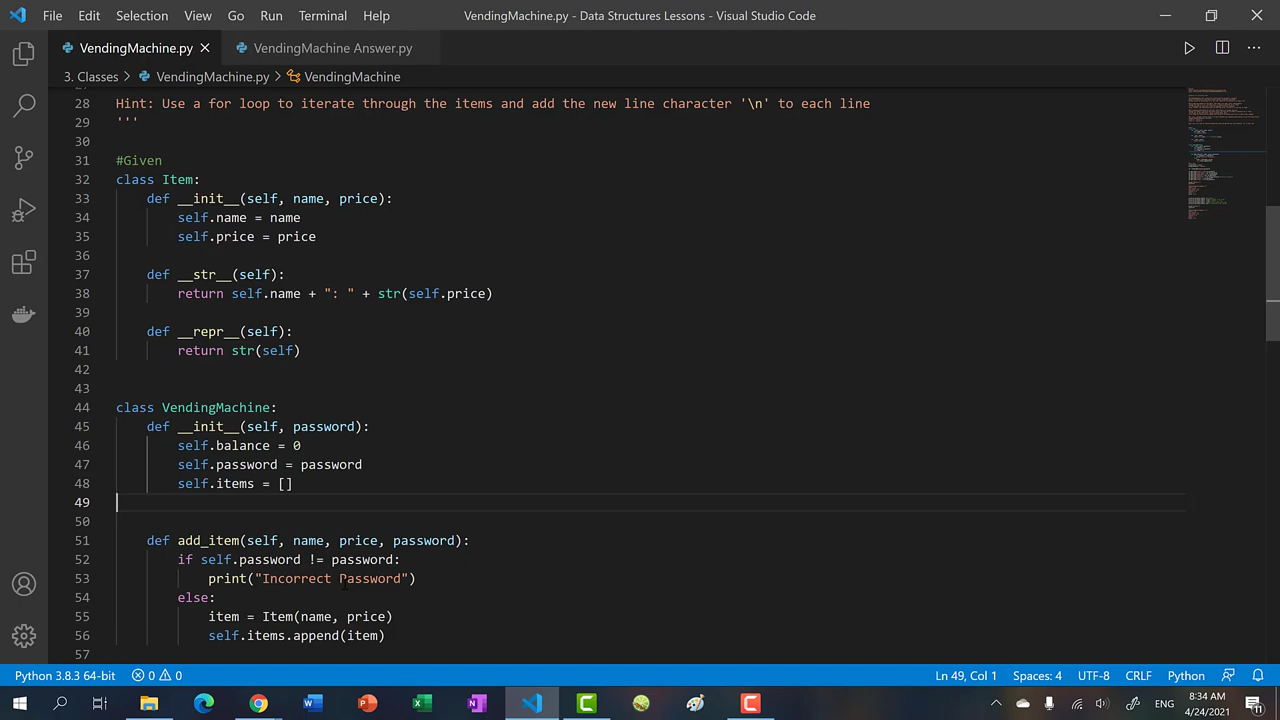 File Edit Selection View Go Run Terminal Help VendingMachine.py - Data Structures Lessons - Visual Studio Code
VendingMachine.py VendingMachine Answer.py
3. Classes > VendingMachine.py > VendingMachine
28 Hint: Use a for loop to iterate through the items and add the new line character '\n' to each line
29 '''
30
31 #Given
32 class Item:
33 def __init__(self, name, price):
34 self.name = name
35 self.price = price
36
37 def __str__(self):
38 return self.name + ": " + str(self.price)
39
40 def __repr__(self):
41 return str(self)
42
43
44 class VendingMachine:
45 def __init__(self, password):
46 self.balance = 0
47 self.password = password
48 self.items = []
49
50
51 def add_item(self, name, price, password):
52 if self.password != password:
53 print("Incorrect Password")
54 else:
55 item = Item(name, price)
56 self.items.append(item)
57
Python 3.8.3 64-bit 0 0 Ln 49, Col 1 Spaces: 4 UTF-8 CRLF Python
ENG 8:34 AM
4/24/2021